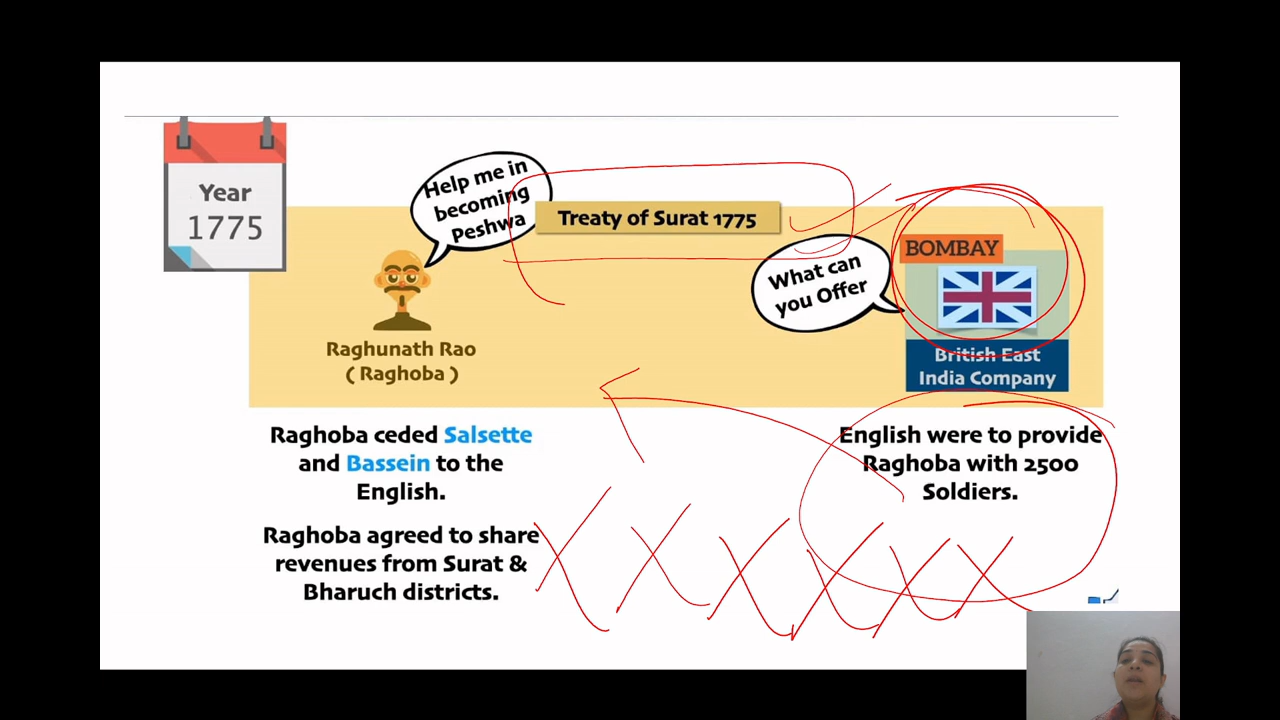 Year
1775
Help me in
becoming
Peshwa
Treaty of Surat 1775
What can
you Offer
BOMBAY
British East
India Company
Raghunath Rao
( Raghoba )
Raghoba ceded Salsette
and Bassein to the
English.
Raghoba agreed to share
revenues from Surat &
Bharuch districts.
English were to provide
Raghoba with 2500
Soldiers.